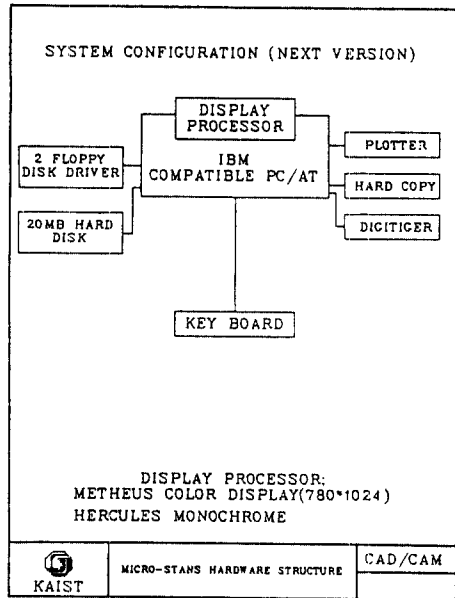 SYSTEM CONFIGURATION (NEXT VERSION)
DISPLAY
PROCESSOR
IBM
COMPATIBLE PC/AT
2 FLOPPY
DISK DRIVER
20MB HARD
DISK
PLOTTER
HARD COPY
DIGITIGER
KEY BOARD
DISPLAY PROCESSOR;
METHEUS COLOR DISPLAY(780*1024)
HERCULES MONOCHROME
KAIST
MICRO-STANS HARDWARE STRUCTURE
CAD/CAM